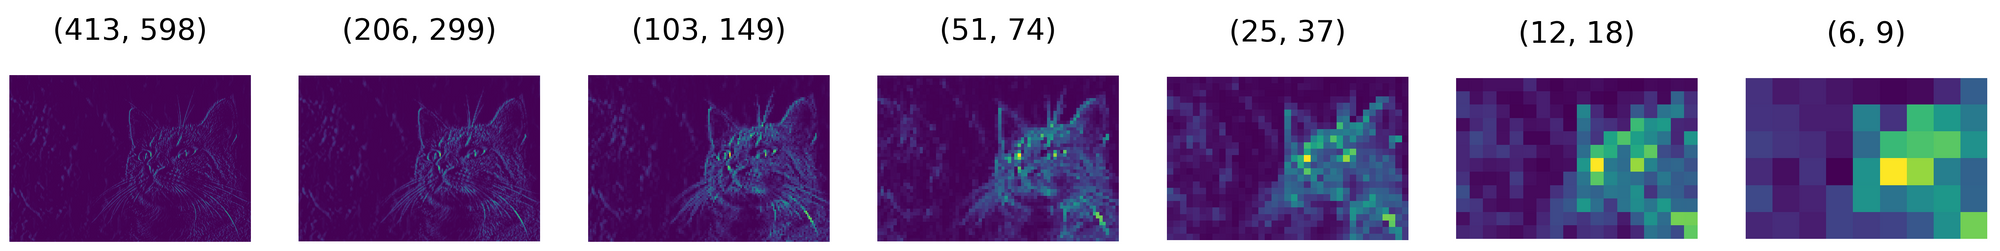 (413, 598) (206, 299) (103, 149) (51, 74) (25, 37) (12, 18) (6, 9)